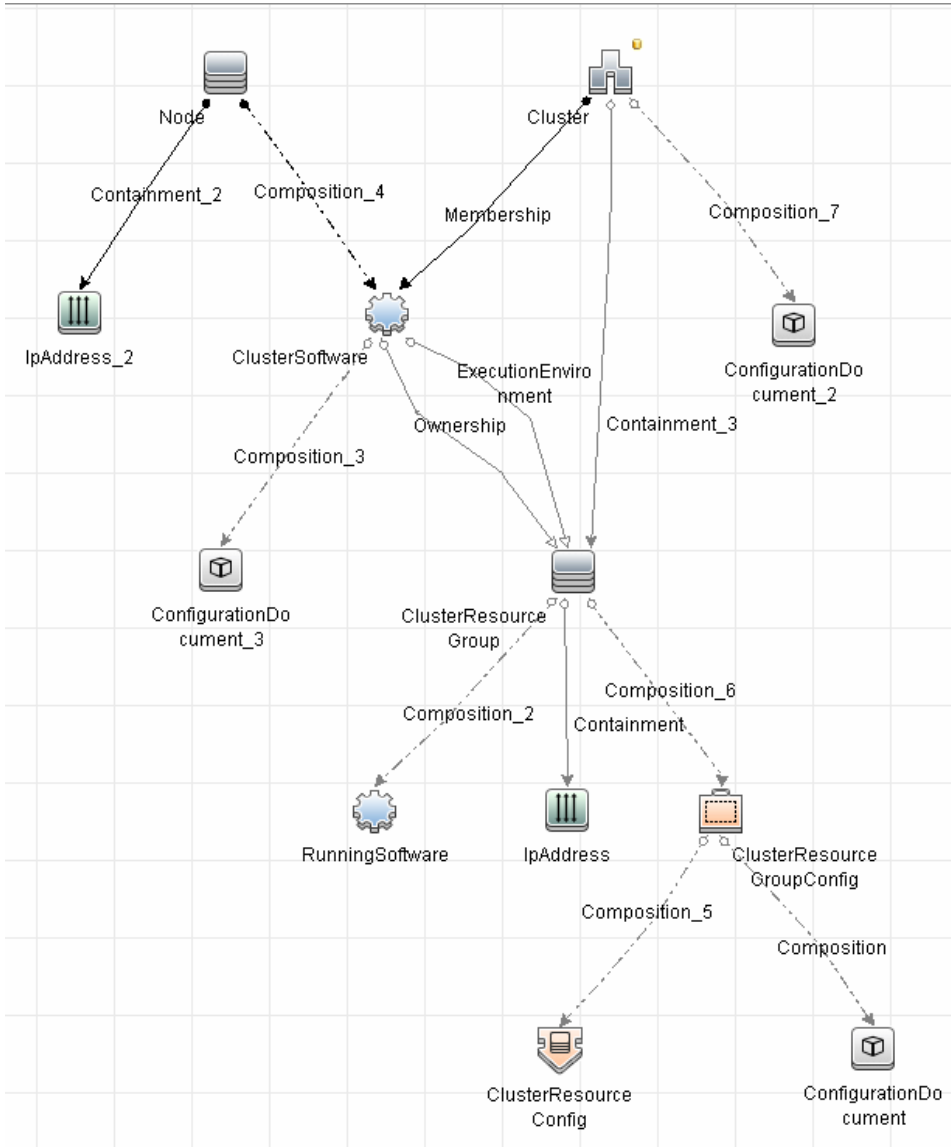 Node
Cluster
Containment_2
Composition_4
Membership
Composition_7
IpAddress_2
ClusterSoftware
ExecutionEnviro
nment
ConfigurationDo
cument_2
Ownership
Containment_3
Composition_3
ConfigurationDo
cument_3
ClusterResource
Group
Composition_6
Composition_2
Containment
RunningSoftware
IpAddress
ClusterResource
GroupConfig
Composition_5
Composition
ClusterResource
Config
ConfigurationDo
cument